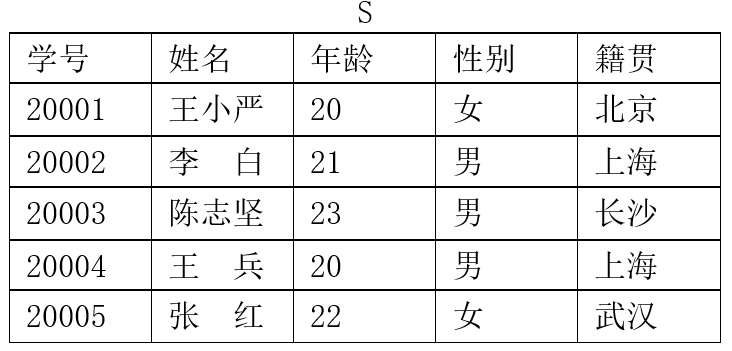 S
学号 姓名 年龄 性别 籍贯
20001 王小严 20 女 北京
20002 李　白 21 男 上海
20003 陈志坚 23 男 长沙
20004 王　兵 20 男 上海
20005 张　红 22 女 武汉